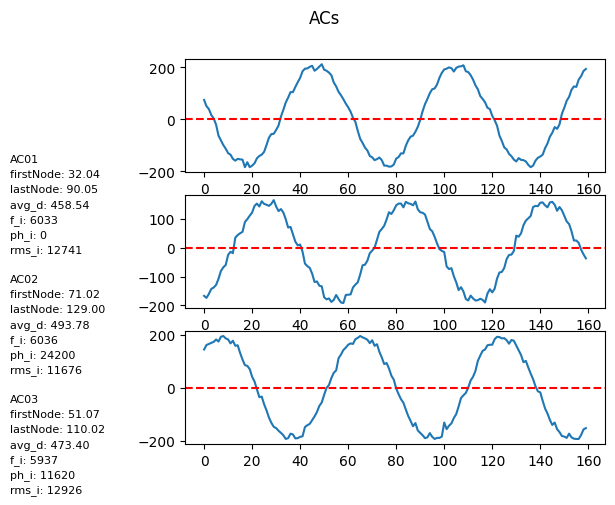 ACs
200
0
−200
0 20 40 60 80 100 120 140 160
100
0
−100
−200
0 20 40 60 80 100 120 140 160
200
0
−200
0 20 40 60 80 100 120 140 160
AC01
firstNode: 32.04
lastNode: 90.05
avg_d: 458.54
f_i: 6033
ph_i: 0
rms_i: 12741
AC02
firstNode: 71.02
lastNode: 129.00
avg_d: 493.78
f_i: 6036
ph_i: 24200
rms_i: 11676
AC03
firstNode: 51.07
lastNode: 110.02
avg_d: 473.40
f_i: 5937
ph_i: 11620
rms_i: 12926